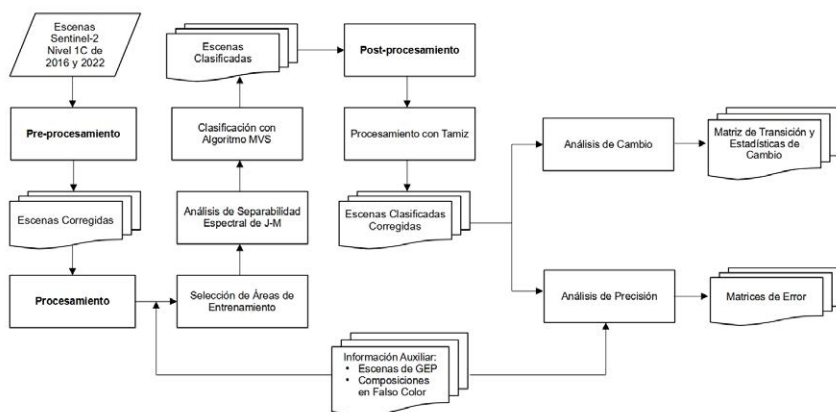 Escenas
Sentinel-2
Nivel 1C de
2016 y 2022
Pre-procesamiento
Escenas Corregidas
Procesamiento
Selección de Áreas de
Entrenamiento
Análisis de Separabilidad
Espectral de J-M
Clasificación con
Algoritmo MVS
Escenas
Clasificadas
Post-procesamiento
Procesamiento con Tamiz
Escenas Clasificadas
Corregidas
Análisis de Cambio
Matriz de Transición y
Estadísticas de
Cambio
Análisis de Precisión
Matrices de Error
Información Auxiliar:
• Escenas de GEP
• Composiciones
en Falso Color